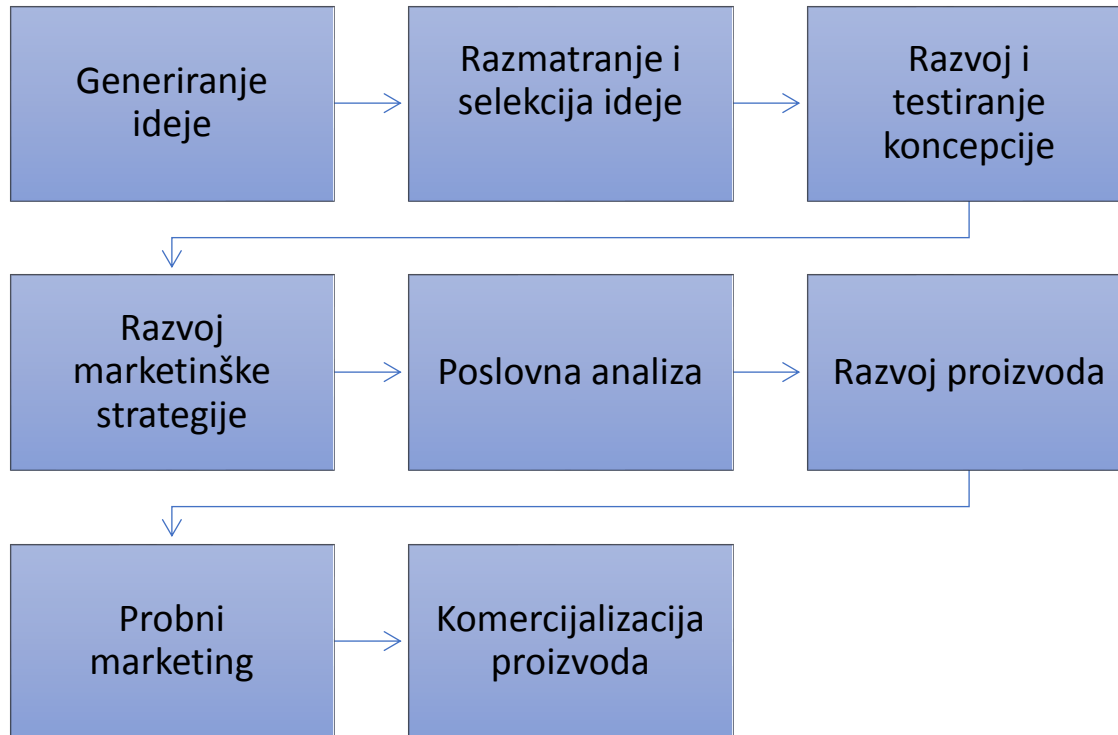 Generiranje
ideje
Razmatranje i
selekcija ideje
Razvoj i
testiranje
koncepcije
Razvoj
marketinške
strategije
Poslovna analiza
Razvoj proizvoda
Probni
marketing
Komercijalizacija
proizvoda